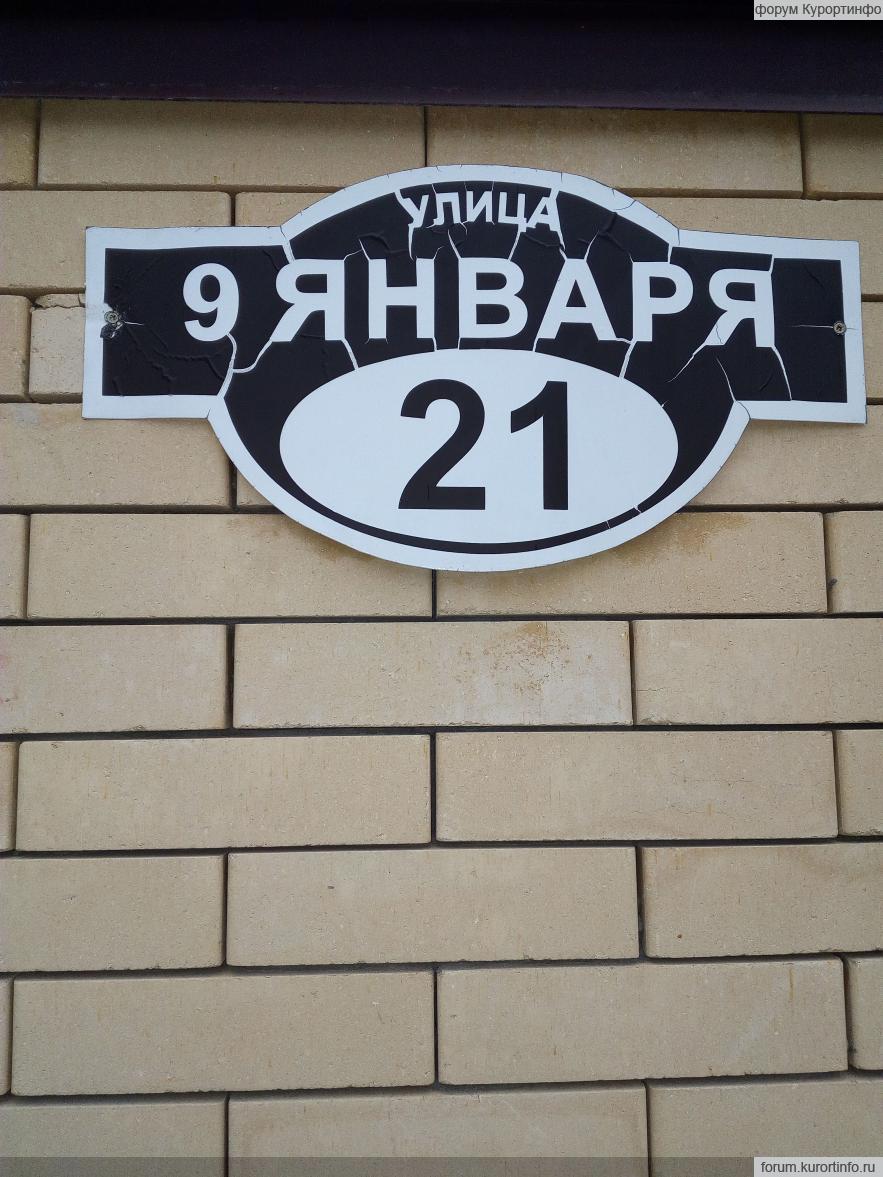 форум Курортинфо
УЛИЦА
9 ЯНВАРЯ
21
forum.kurortinfo.ru